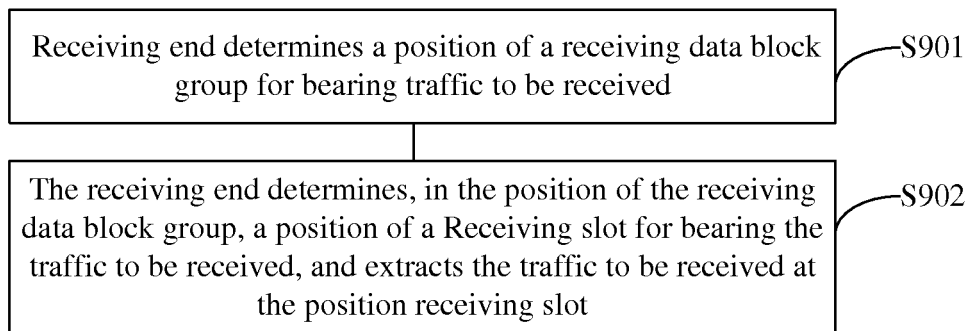 Receiving end determines a position of a receiving data block
group for bearing traffic to be received
S901
The receiving end determines, in the position of the receiving
data block group, a position of a Receiving slot for bearing the
traffic to be received, and extracts the traffic to be received at
the position receiving slot
S902